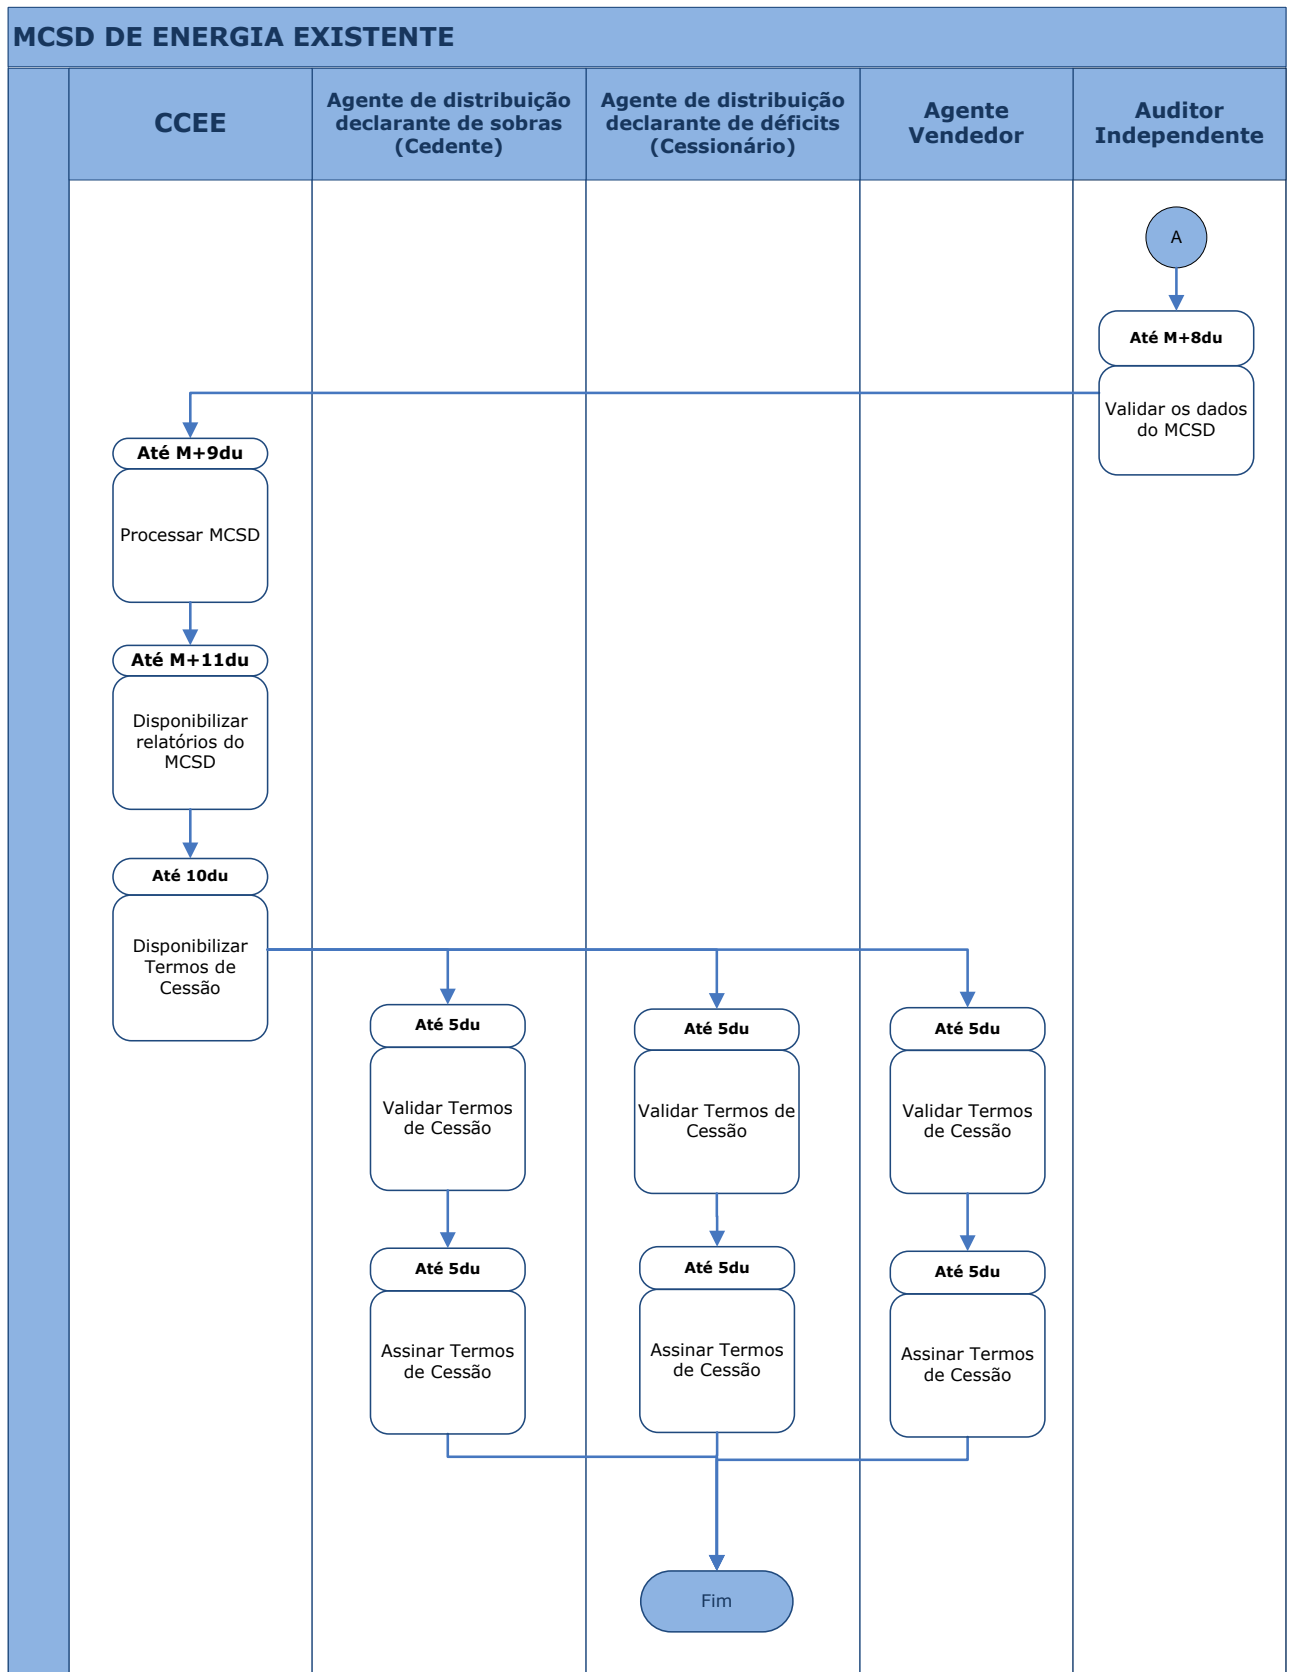 MCSD DE ENERGIA EXISTENTE
CCEE
Agente de distribuição
declarante de sobras
(Cedente)
Agente de distribuição
declarante de déficits
(Cessionário)
Agente
Vendedor
Auditor
Independente
A
Até M+8du
Validar os dados
do MCSD
Até M+9du
Processar MCSD
Até M+11du
Disponibilizar
relatórios do
MCSD
Até 10du
Disponibilizar
Termos de
Cessão
Até 5du
Validar Termos
de Cessão
Até 5du
Validar Termos de
Cessão
Até 5du
Validar Termos
de Cessão
Até 5du
Assinar Termos
de Cessão
Até 5du
Assinar Termos
de Cessão
Até 5du
Assinar Termos
de Cessão
Fim